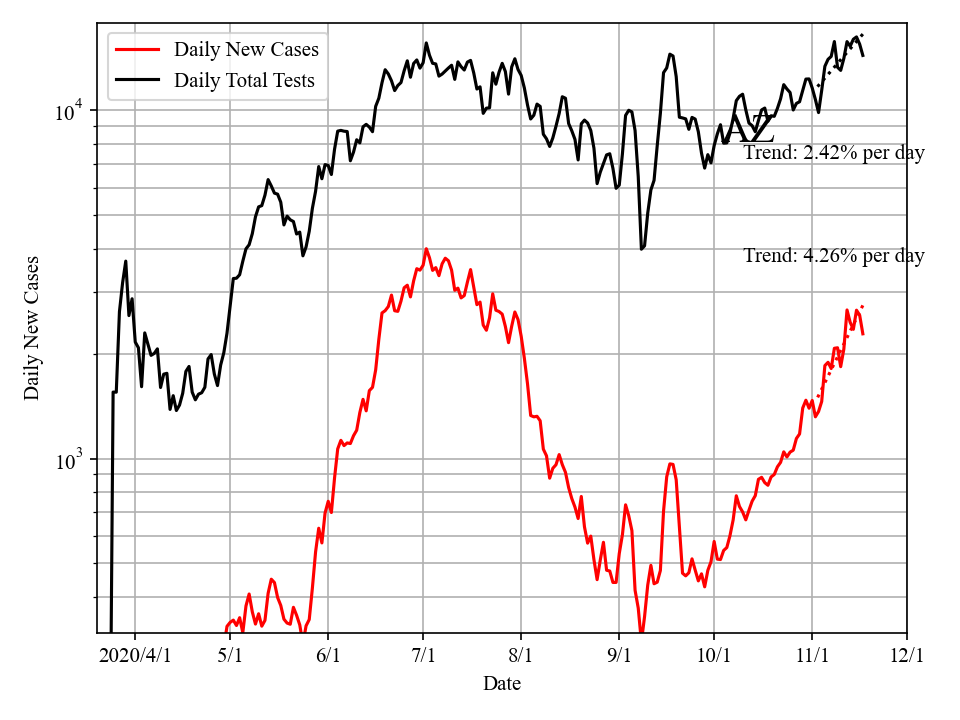 Daily New Cases
Daily Total Tests
10^4
AZ
Trend: 2.42% per day
Trend: 4.26% per day
10^3
Daily New Cases
2020/4/1 5/1 6/1 7/1 8/1 9/1 10/1 11/1 12/1
Date